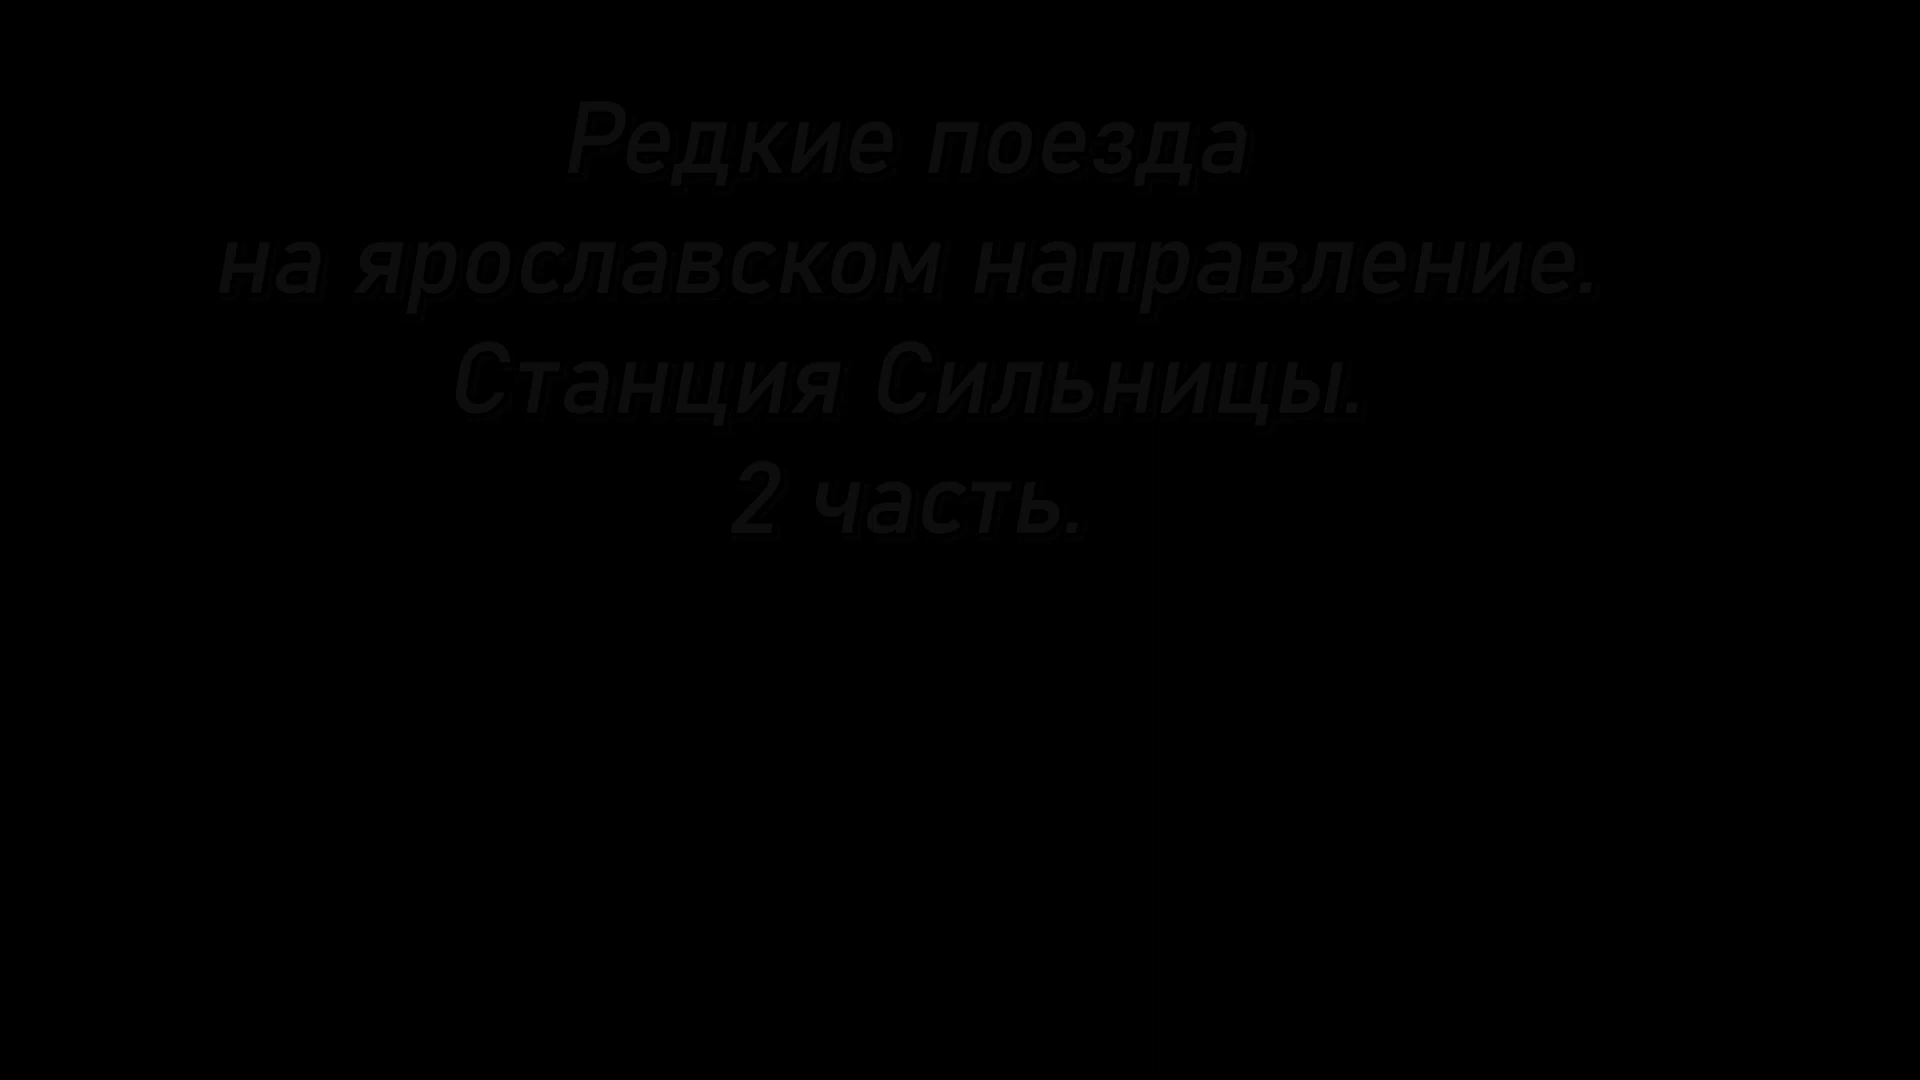 Редкие поезда
на ярославском направление.
Станция Сильницы.
2 часть.